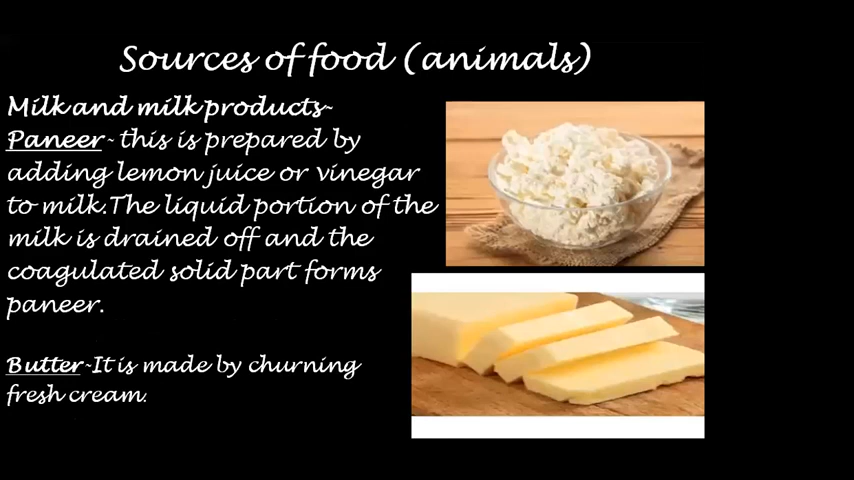 Sources of food (animals)
Milk and milk products-
Paneer- this is prepared by
adding lemon juice or vinegar
to milk.The liquid portion of the
milk is drained off and the
coagulated solid part forms
paneer.
Butter-It is made by churning
fresh cream.